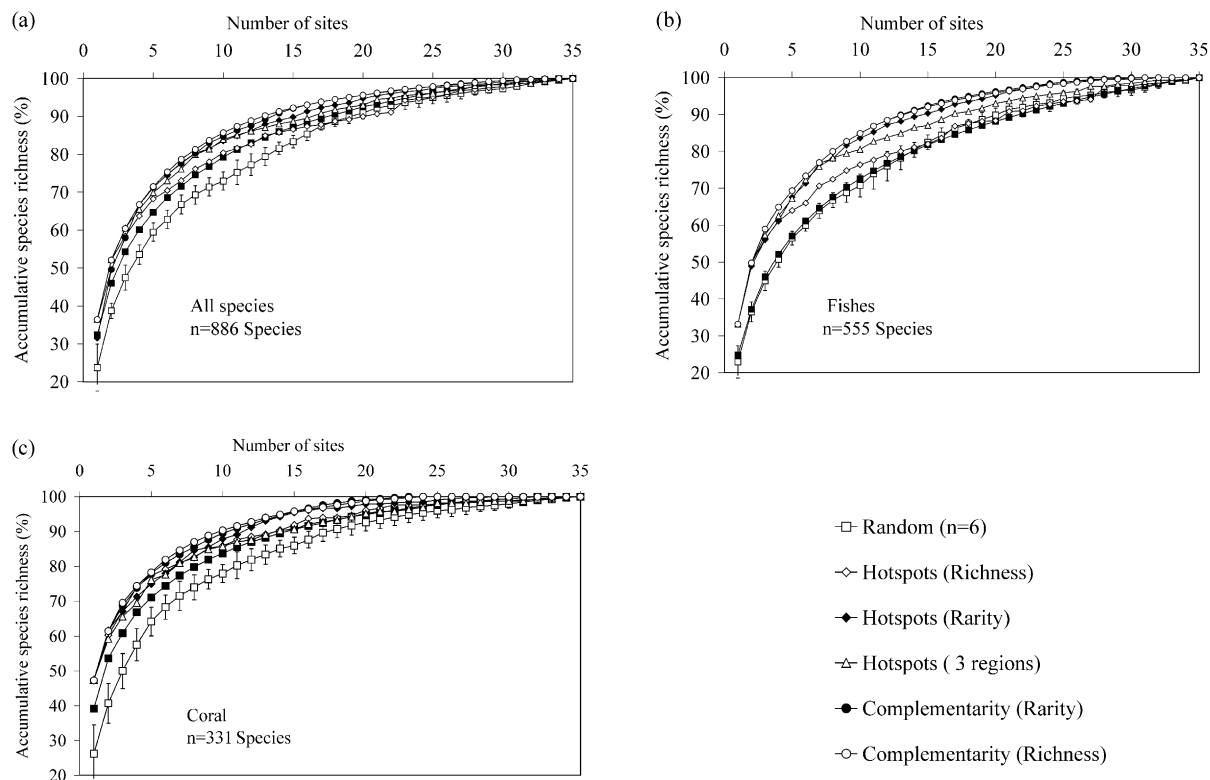 (a)
Number of sites
0 5 10 15 20 25 30 35
Accumulative species richness (%)
100
90
80
70
60
50
40
30
20
All species
n=886 Species
(b)
Number of sites
0 5 10 15 20 25 30 35
Accumulative species richness (%)
100
90
80
70
60
50
40
30
20
Fishes
n=555 Species
(c)
Number of sites
0 5 10 15 20 25 30 35
Accumulative species richness (%)
100
90
80
70
60
50
40
30
20
Coral
n=331 Species
Random (n=6)
Hotspots (Richness)
Hotspots (Rarity)
Hotspots ( 3 regions)
Complementarity (Rarity)
Complementarity (Richness)